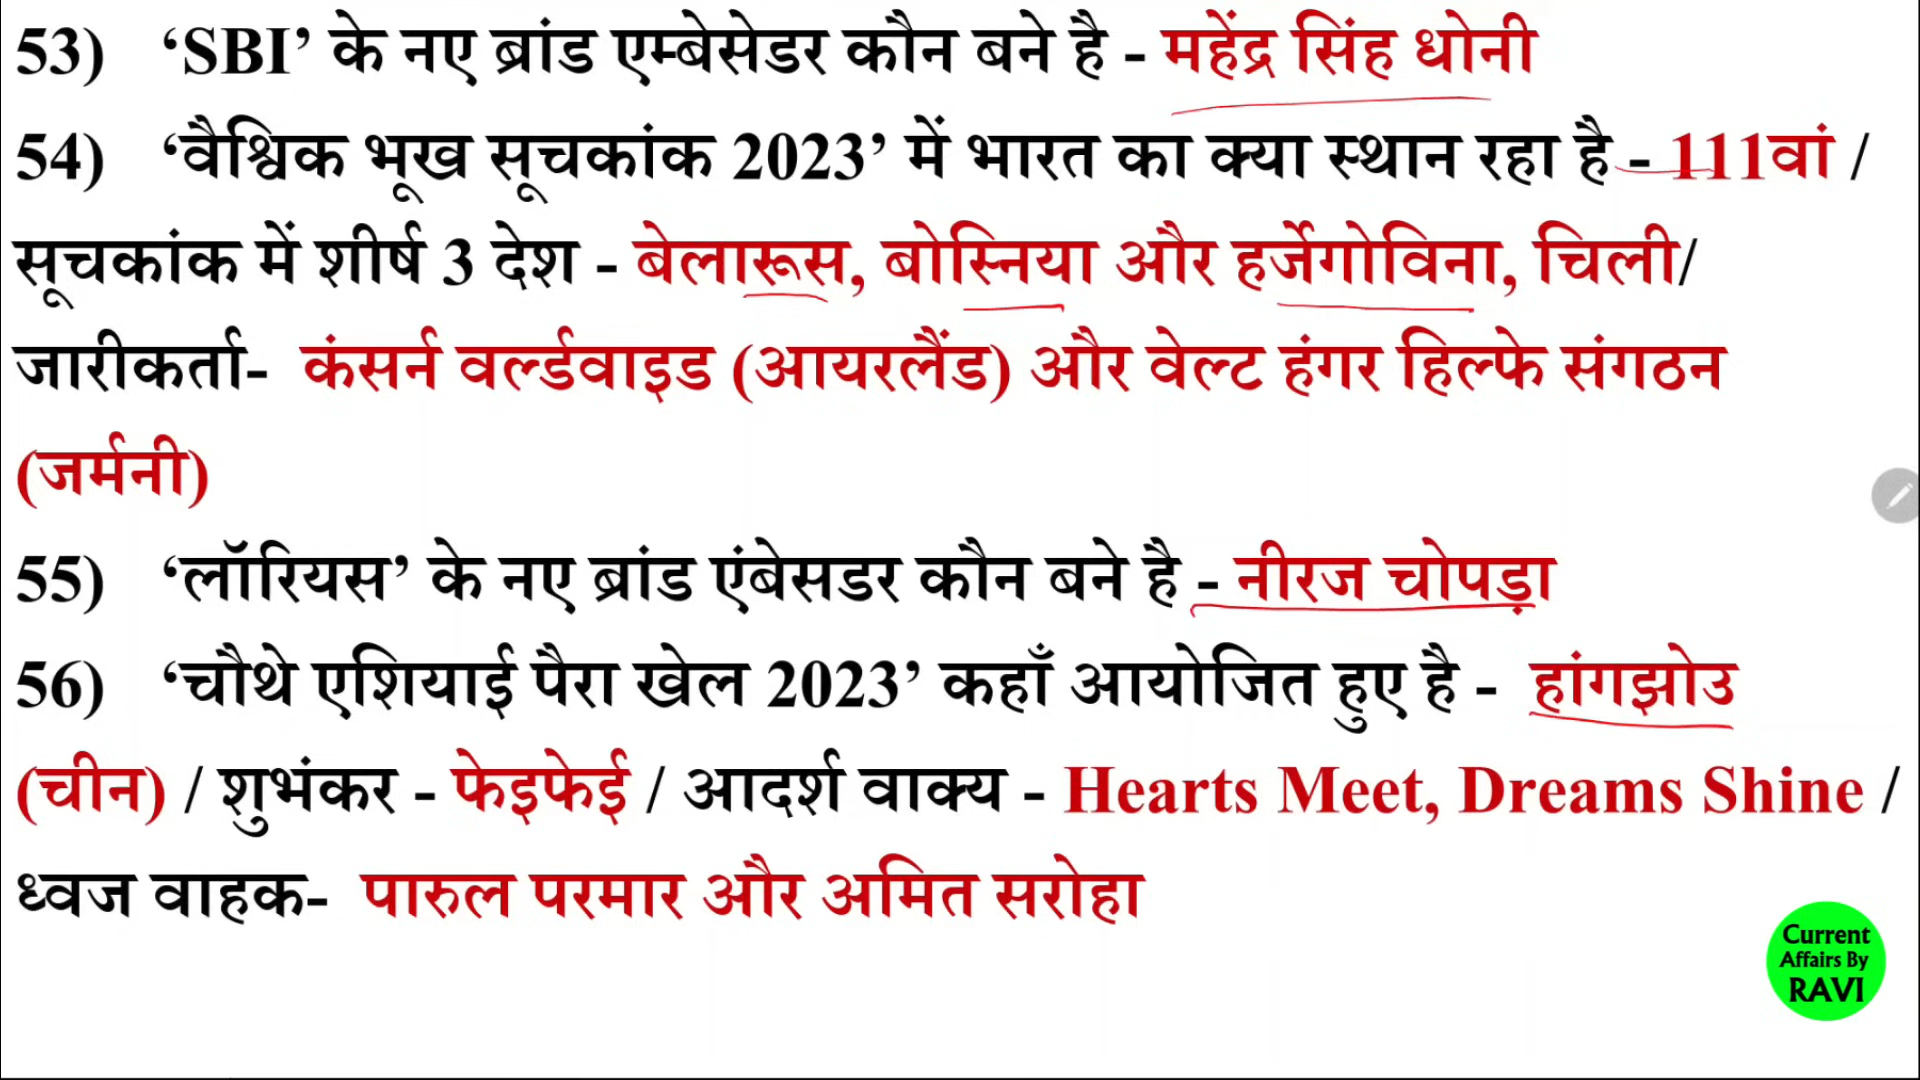 53) ‘SBI’ के नए ब्रांड एम्बेसेडर कौन बने है - महेंद्र सिंह धोनी
54) ‘वैश्विक भूख सूचकांक 2023’ में भारत का क्या स्थान रहा है - 111वां /
सूचकांक में शीर्ष 3 देश - बेलारूस, बोस्निया और हर्जेगोविना, चिली/
जारीकर्ता- कंसर्न वर्ल्डवाइड (आयरलैंड) और वेल्ट हंगर हिल्फे संगठन
(जर्मनी)
55) ‘लॉरियस’ के नए ब्रांड एंबेसडर कौन बने है - नीरज चोपड़ा
56) ‘चौथे एशियाई पैरा खेल 2023’ कहाँ आयोजित हुए है - हांगझोउ
(चीन) / शुभंकर - फेइफेई / आदर्श वाक्य - Hearts Meet, Dreams Shine /
ध्वज वाहक- पारुल परमार और अमित सरोहा
Current
Affairs By
RAVI